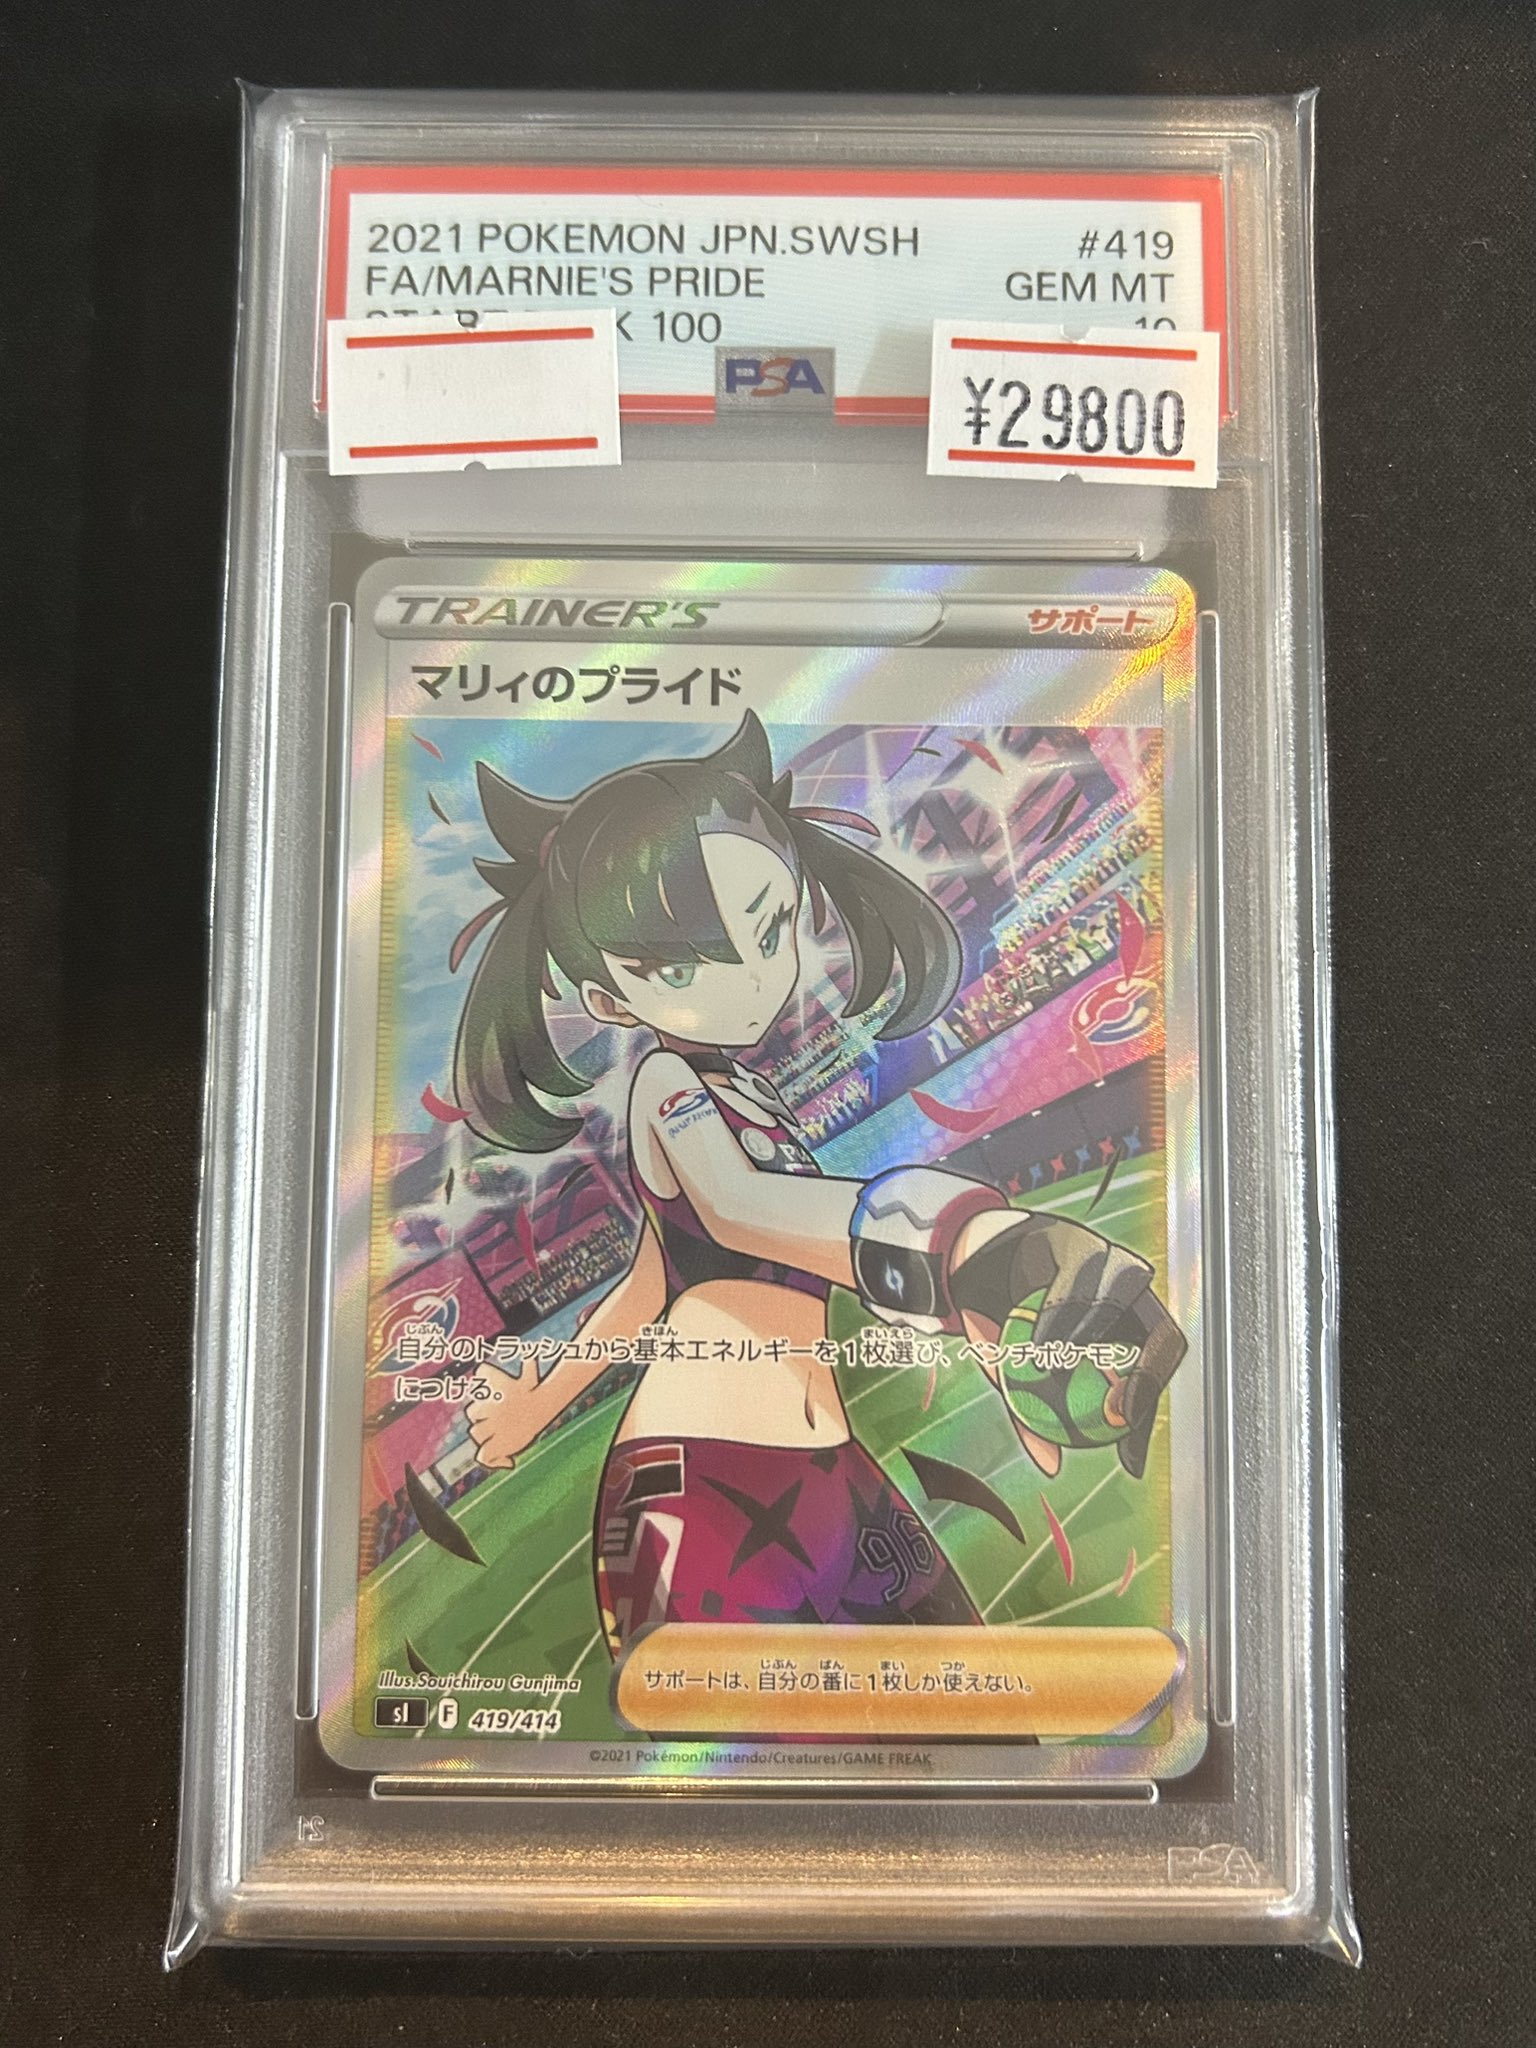 2021 POKEMON JPN.SWSH #419
FA/MARNIE'S PRIDE GEM MT
K 100 10
PSA
¥29800
TRAINER'S サポート
マリィのプライド
自分のトラッシュから基本エネルギーを1枚選び、ベンチポケモン
につける。
96
サポートは、自分の番に1枚しか使えない。
Illus. Souichirou Gunjima
sI F 419/414
©2021 Pokémon/Nintendo/Creatures/GAME FREAK
21
PSA